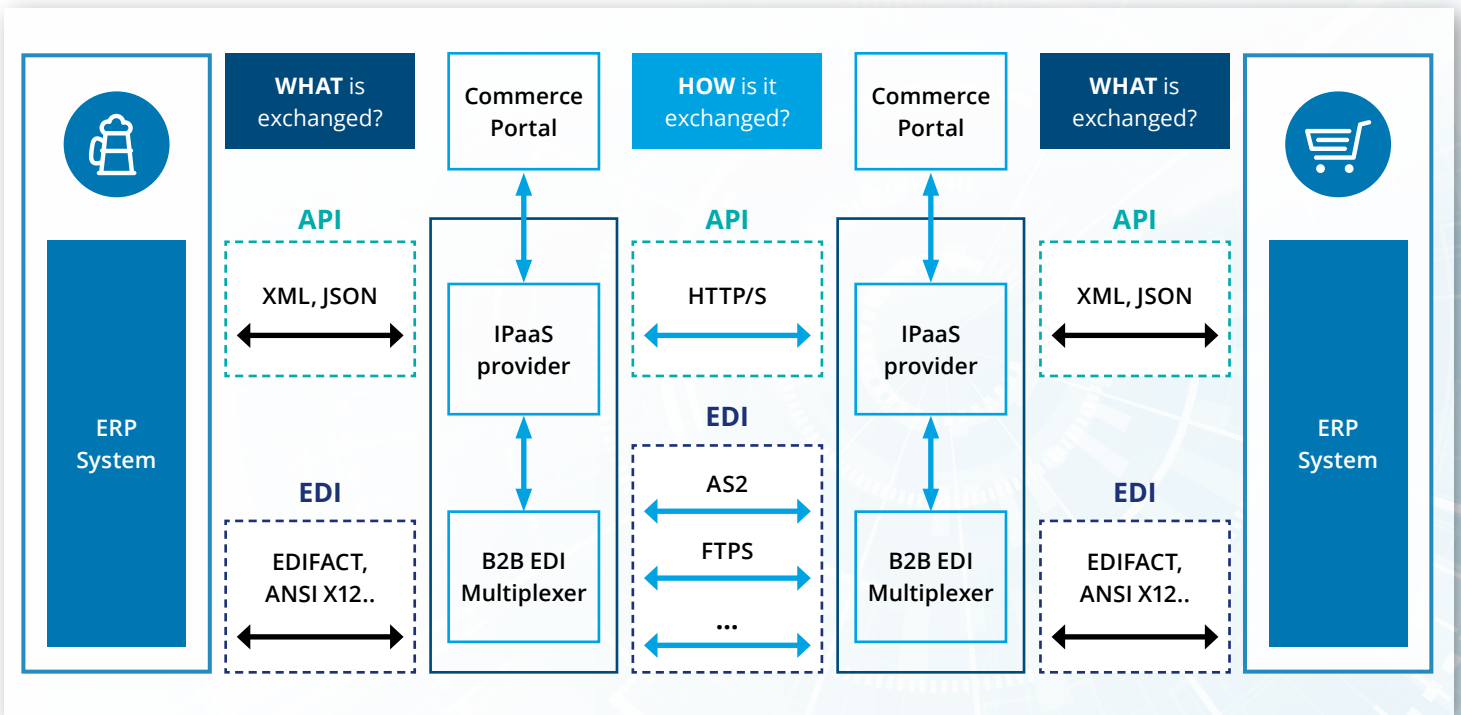 WHAT is
exchanged?
Commerce
Portal
HOW is it
exchanged?
Commerce
Portal
WHAT is
exchanged?
API
API
API
XML, JSON
HTTP/S
XML, JSON
IPaaS
provider
IPaaS
provider
ERP
System
EDI
ERP
System
AS2
EDI
EDI
EDIFACT,
ANSI X12..
B2B EDI
Multiplexer
FTPS
...
B2B EDI
Multiplexer
EDIFACT,
ANSI X12..